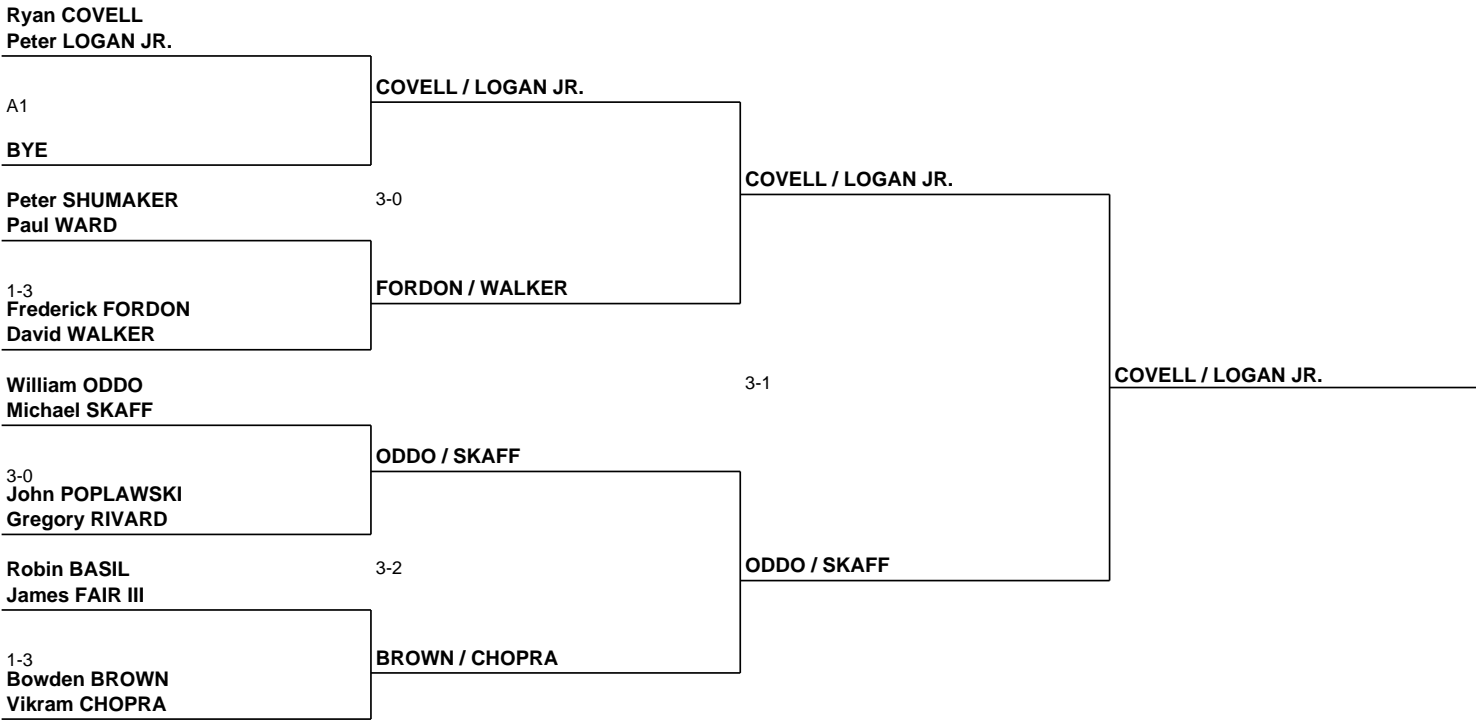 Ryan COVELL
Peter LOGAN JR.
A1
BYE
Peter SHUMAKER
Paul WARD
1-3
Frederick FORDON
David WALKER
William ODDO
Michael SKAFF
3-0
John POPLAWSKI
Gregory RIVARD
Robin BASIL
James FAIR III
1-3
Bowden BROWN
Vikram CHOPRA
COVELL / LOGAN JR.
3-0
FORDON / WALKER
ODDO / SKAFF
3-2
BROWN / CHOPRA
COVELL / LOGAN JR.
3-1
ODDO / SKAFF
COVELL / LOGAN JR.